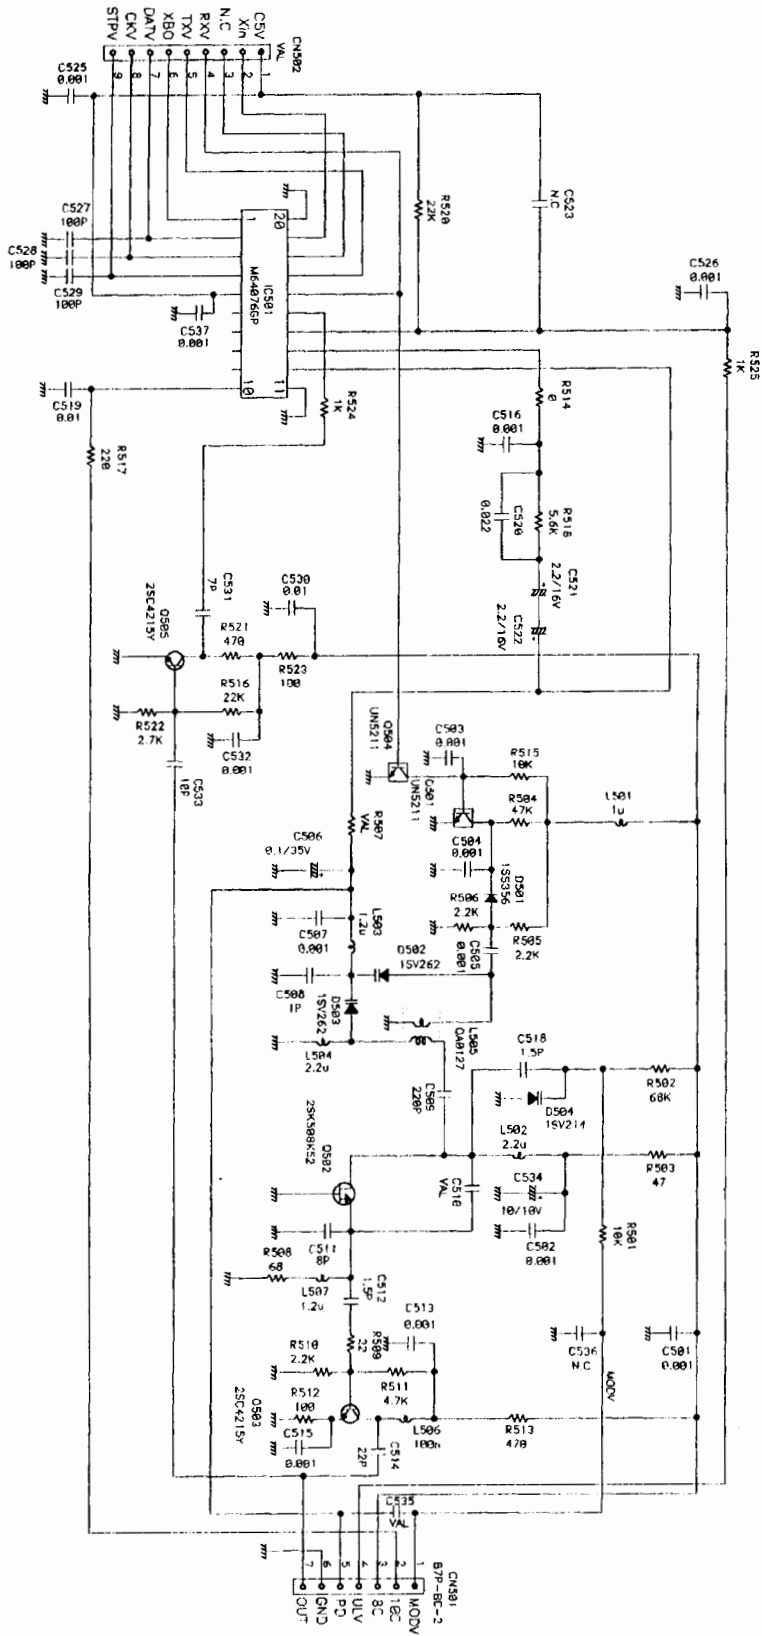 CN502
VAL
C5V 1
Xin 2
N.C 3
RXV 4
TXV 5
XBO 6
DATV 7
CKV 8
STPV 9
C525
0.001
C523
N.C
R520
22K
C526
0.001
R525
1K
C527
100P
C528
100P
C529
100P
C537
0.001
1
20
IC501
M64076GP
10
11
C519
0.01
R517
220
R524
1K
R514
0
C516
0.001
R518
5.6K
C520
0.022
C521
2.2/16V
C522
2.2/16V
C530
0.01
C531
7P
Q505
2SC4215Y
R521
470
R523
100
R516
22K
R522
2.7K
C532
0.001
C533
10P
Q504
UN5211
C503
0.001
Q501
UN5211
R515
10K
R504
47K
L501
1u
R507
VAL
C506
0.1/35V
C504
0.001
D501
1SS356
R506
2.2K
R505
2.2K
C505
0.001
C507
0.001
L503
1.2u
D502
1SV262
C508
1P
D503
1SV262
L504
2.2u
L505
QA0127
C509
220P
C518
1.5P
D504
1SV214
R502
68K
L502
2.2u
R503
47
C534
10/10V
C502
0.001
R501
10K
Q502
2SK508K52
C510
VAL
C511
8P
R508
68
L507
1.2u
C512
1.5P
R509
22
C513
0.001
R510
2.2K
R511
4.7K
R512
100
Q503
2SC4215Y
C515
0.001
C514
22P
L506
100n
R513
470
C536
N.C
MODV
C501
0.001
C535
VAL
CN501
B7P-BC-2
MODV 1
10C 2
8C 3
ULV 4
PD 5
GND 6
OUT 7